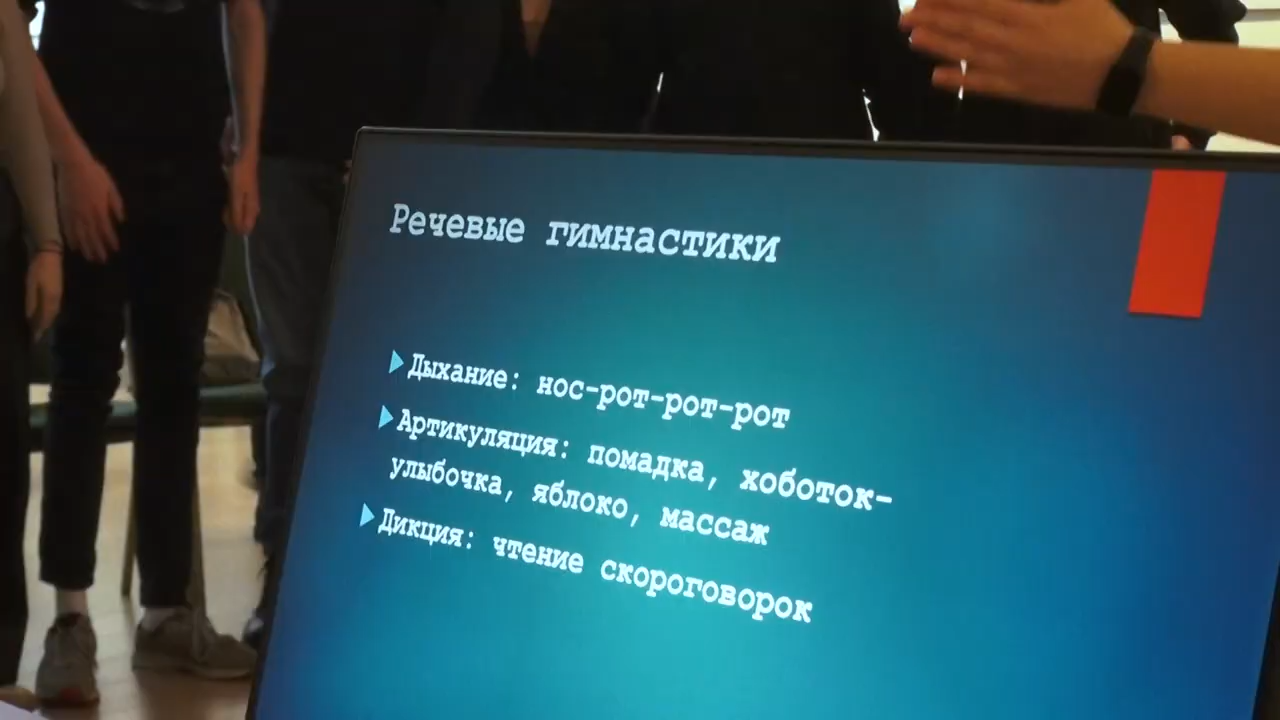 Речевые гимнастики
Дыхание: нос-рот-рот-рот
Артикуляция: помадка, хоботок-
улыбочка, яблоко, массаж
Дикция: чтение скороговорок